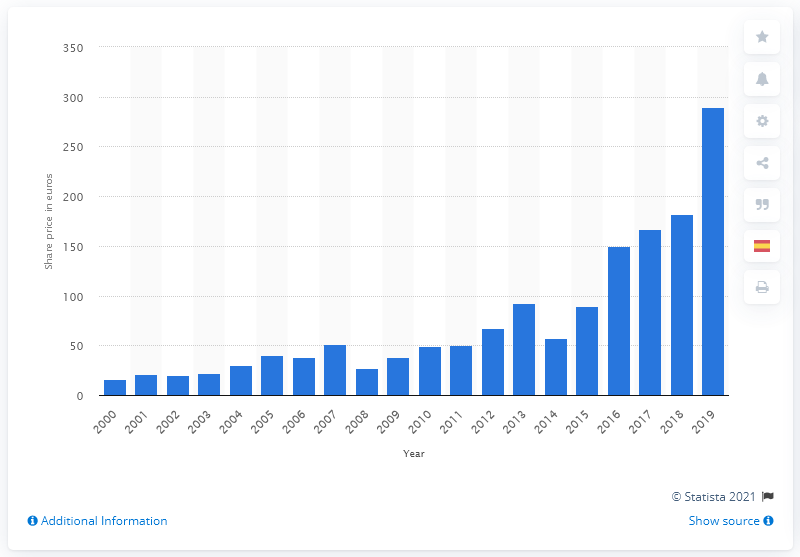 350
300
250
200
150
100
50
0
Share price in euros
2000 2001 2002 2003 2004 2005 2006 2007 2008 2009 2010 2011 2012 2013 2014 2015 2016 2017 2018 2019
Year
© Statista 2021
Additional Information
Show source